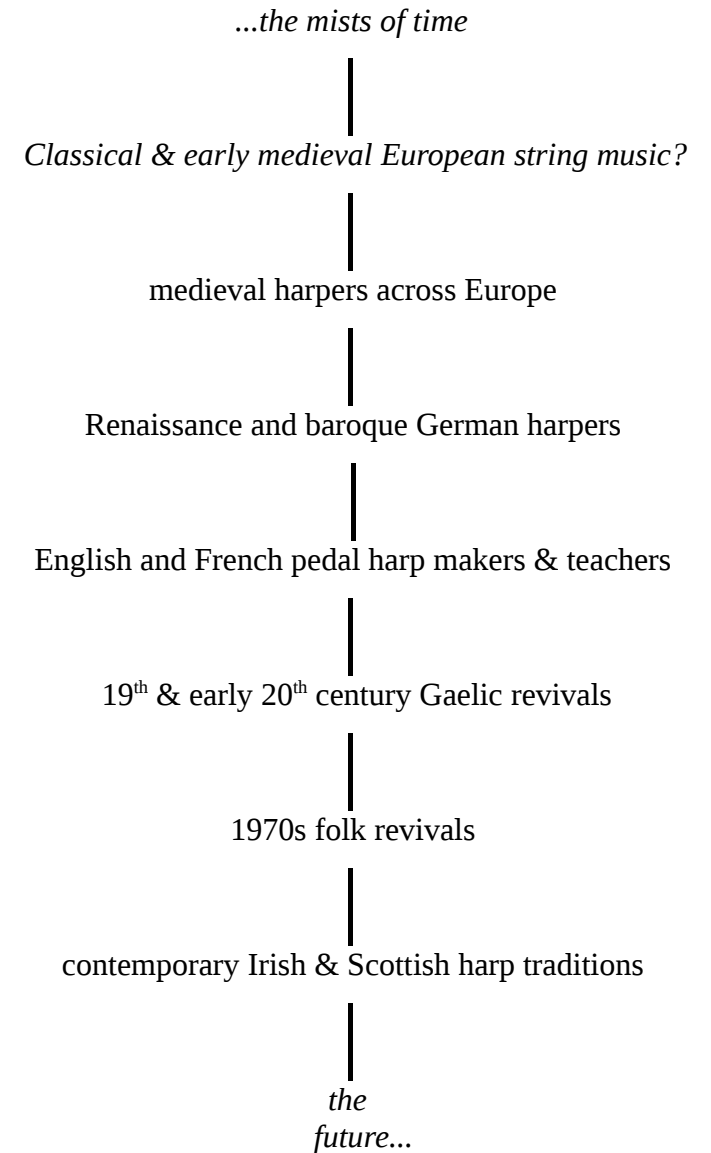 ...the mists of time
Classical & early medieval European string music?
medieval harpers across Europe
Renaissance and baroque German harpers
English and French pedal harp makers & teachers
19th & early 20th century Gaelic revivals
1970s folk revivals
contemporary Irish & Scottish harp traditions
the
future...